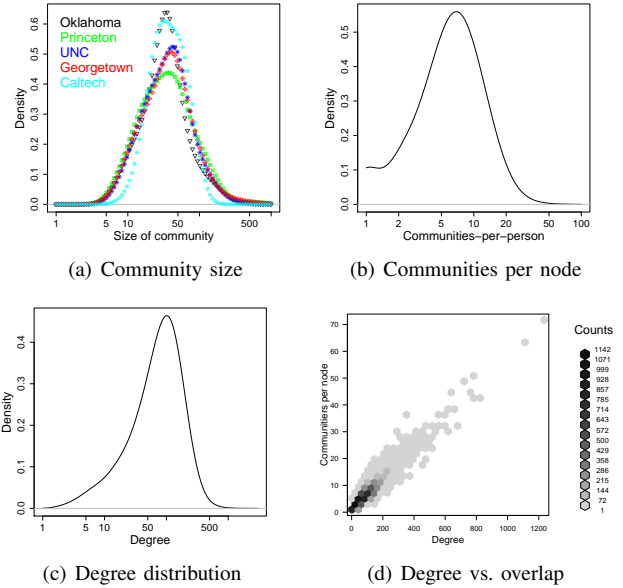 Oklahoma
Princeton
UNC
Georgetown
Caltech
Density
0.0 0.1 0.2 0.3 0.4 0.5 0.6
1 5 10 50 500
Size of community
(a) Community size
Density
0.0 0.1 0.2 0.3 0.4 0.5
1 2 5 10 20 50 100
Communities−per−person
(b) Communities per node
Density
0.0 0.1 0.2 0.3 0.4
1 5 10 50 500
Degree
(c) Degree distribution
Communitiers per node
0 10 20 30 40 50 60 70
0 200 400 600 800 1000 1200
Degree
Counts
1142
1071
999
928
857
785
714
643
572
500
429
358
286
215
144
72
1
(d) Degree vs. overlap